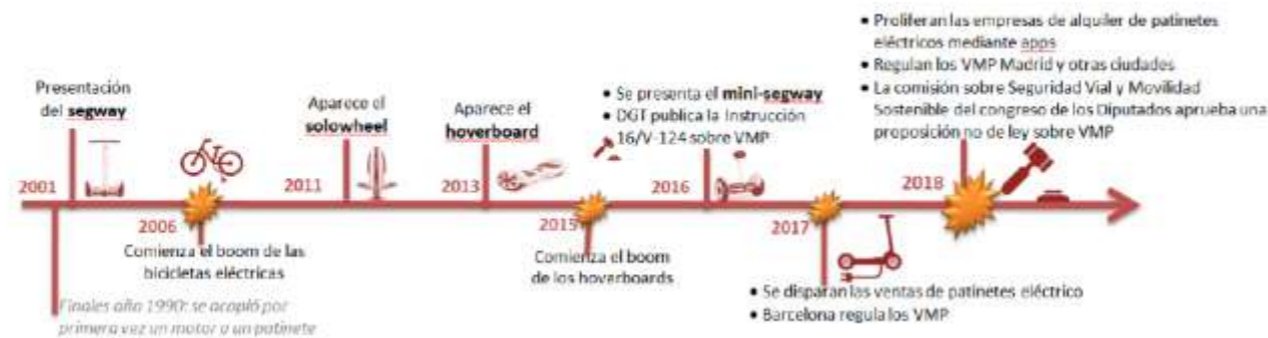 Presentación
del segway
2001
2006
Comienza el boom de las
bicicletas eléctricas
Finales año 1990: se acopló por
primera vez un motor a un patinete
Aparece el
solowheel
2011
Aparece el
hoverboard
2013
2015
Comienza el boom
de los hoverboards
• Se presenta el mini-segway
• DGT publica la Instrucción
16/V-124 sobre VMP
2016
2017
• Se disparan las ventas de patinetes eléctrico
• Barcelona regula los VMP
• Proliferan las empresas de alquiler de patinetes
eléctricos mediante apps
• Regulan los VMP Madrid y otras ciudades
• La comisión sobre Seguridad Vial y Movilidad
Sostenible del congreso de los Diputados aprueba una
proposición no de ley sobre VMP
2018